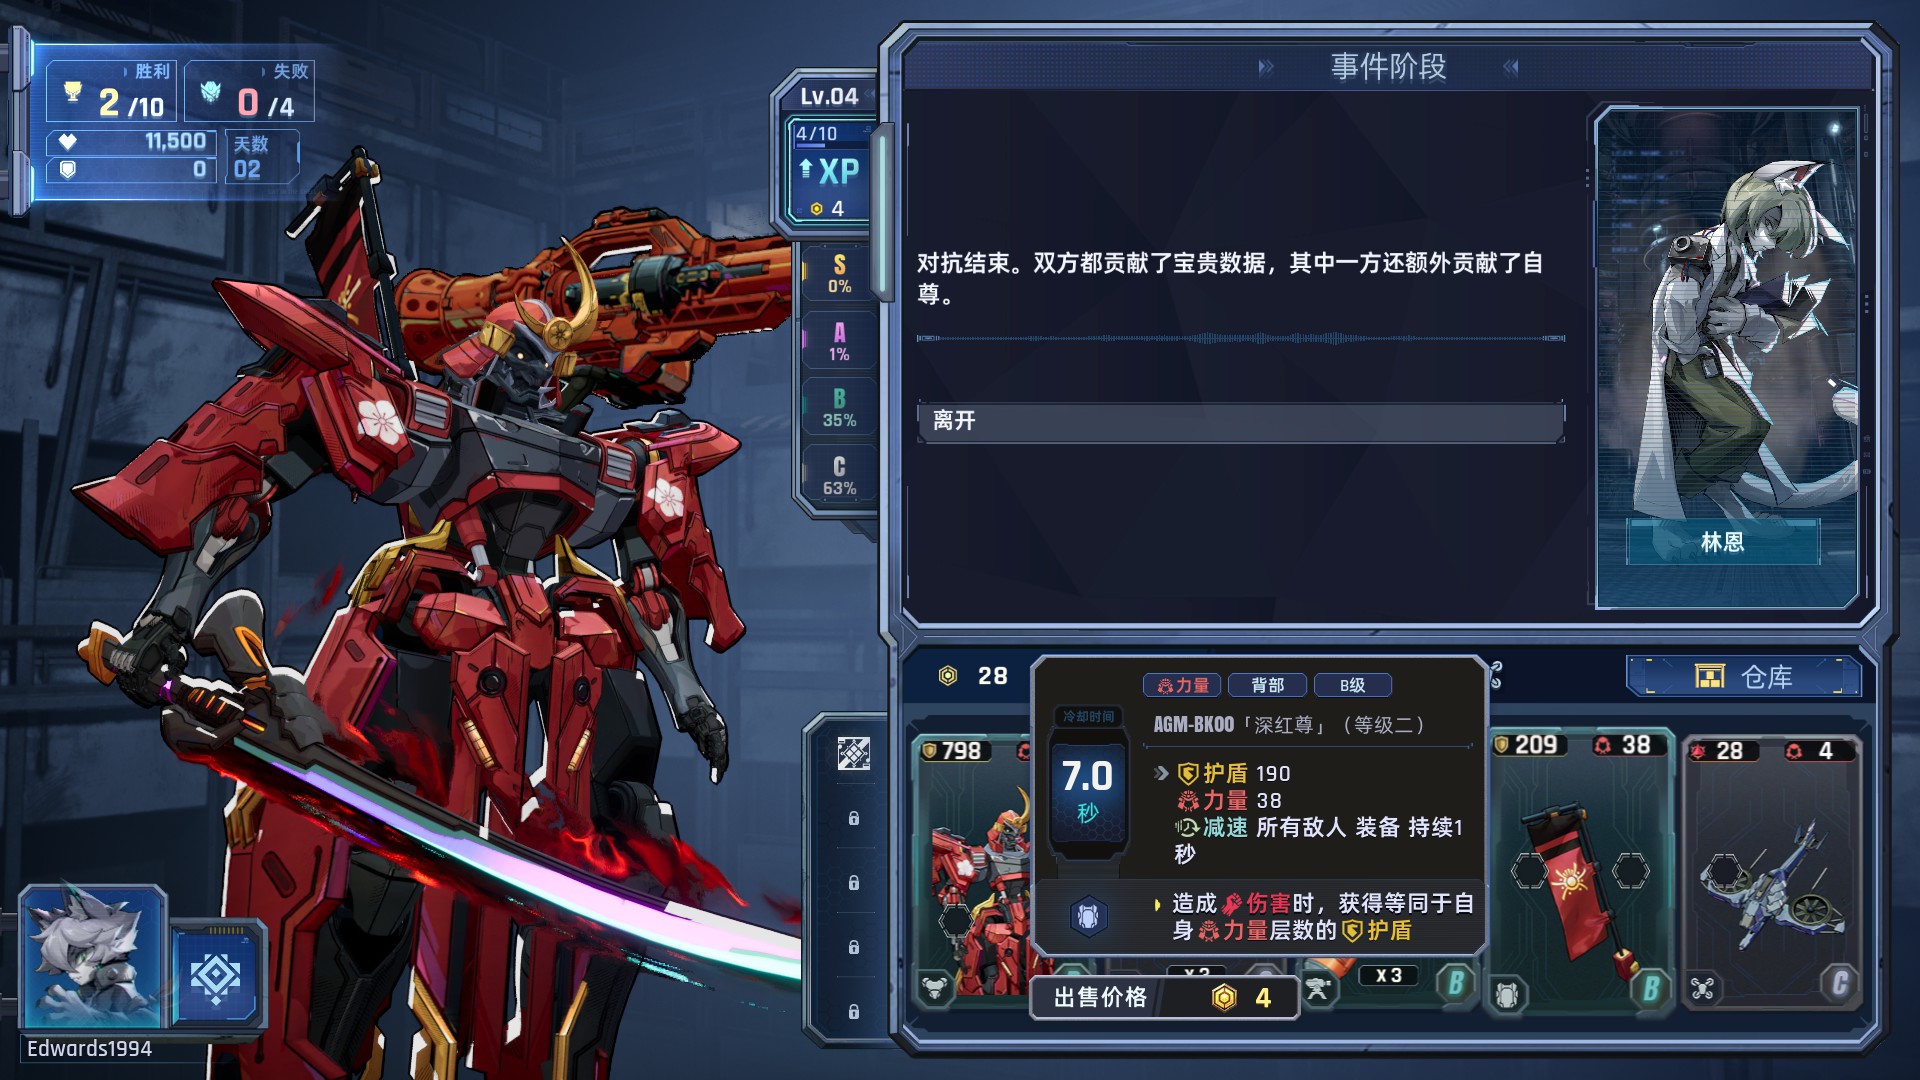 胜利
2 /10
失败
0 /4
11,500
0
天数
02
Lv.04
4/10
XP
4
S
0%
A
1%
B
35%
C
63%
事件阶段
对抗结束。双方都贡献了宝贵数据，其中一方还额外贡献了自
尊。
离开
林恩
28
仓库
力量
背部
B级
冷却时间
7.0
秒
AGM-BK00「深红尊」（等级二）
护盾 190
力量 38
减速 所有敌人 装备 持续1
秒
造成伤害时，获得等同于自
身力量层数的护盾
出售价格
4
798
209
38
28
4
x3
B
B
C
Edwards1994